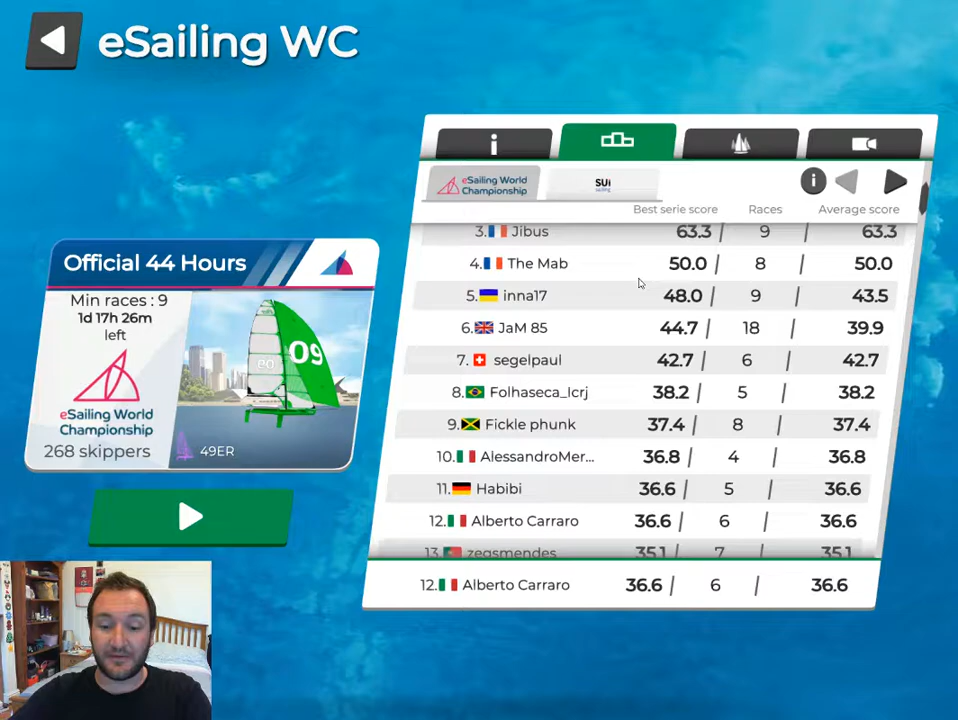 eSailing WC
i
eSailing World
Championship
SUI
sailing
i
Best serie score Races Average score
3. Jibus 63.3 / 9 / 63.3
4. The Mab 50.0 / 8 / 50.0
5. inna17 48.0 / 9 / 43.5
6. JaM 85 44.7 / 18 / 39.9
7. segelpaul 42.7 / 6 / 42.7
8. Folhaseca_lcrj 38.2 / 5 / 38.2
9. Fickle phunk 37.4 / 8 / 37.4
10. AlessandroMer... 36.8 / 4 / 36.8
11. Habibi 36.6 / 5 / 36.6
12. Alberto Carraro 36.6 / 6 / 36.6
13. zegsmendes 35.1 / 7 / 35.1
12. Alberto Carraro 36.6 / 6 / 36.6
Official 44 Hours
Min races : 9
1d 17h 26m
left
eSailing World
Championship
268 skippers
09
60
49ER